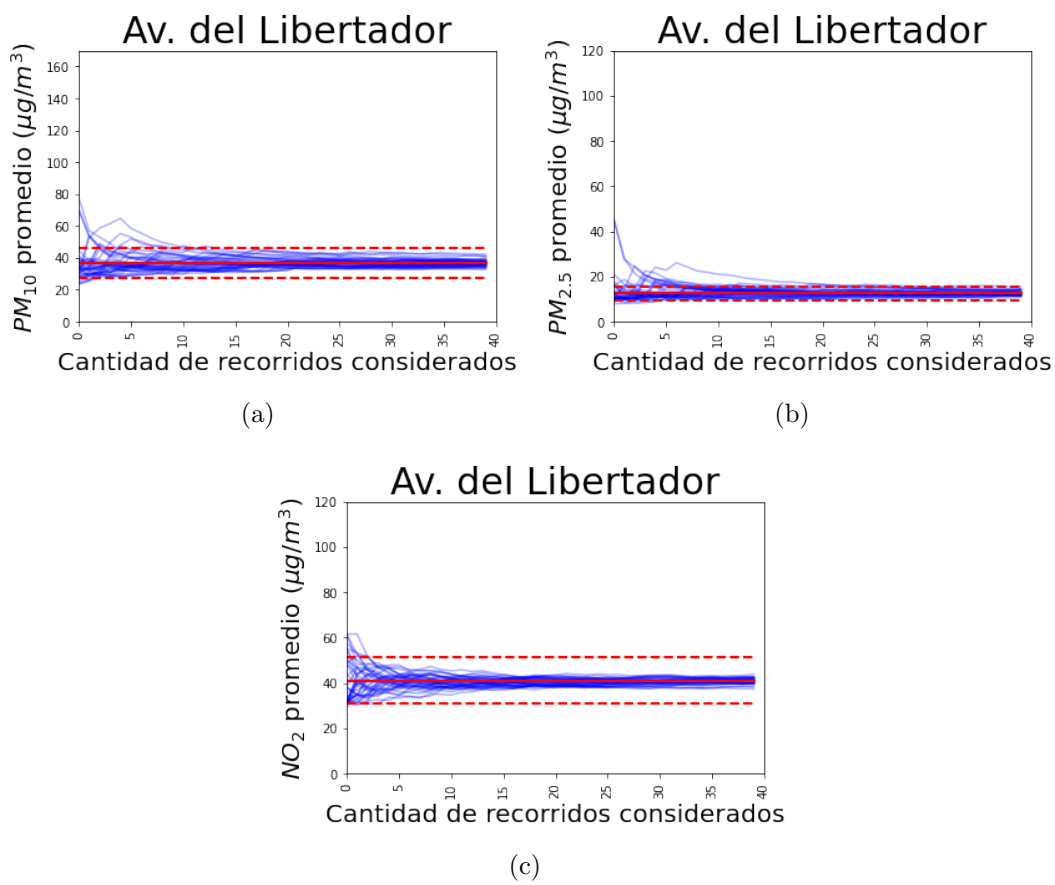 Av. del Libertador
PM10 promedio (μg/m3)
160
140
120
100
80
60
40
20
0
0 5 10 15 20 25 30 35 40
Cantidad de recorridos considerados
(a)
Av. del Libertador
PM2.5 promedio (μg/m3)
120
100
80
60
40
20
0
0 5 10 15 20 25 30 35 40
Cantidad de recorridos considerados
(b)
Av. del Libertador
NO2 promedio (μg/m3)
120
100
80
60
40
20
0
0 5 10 15 20 25 30 35 40
Cantidad de recorridos considerados
(c)